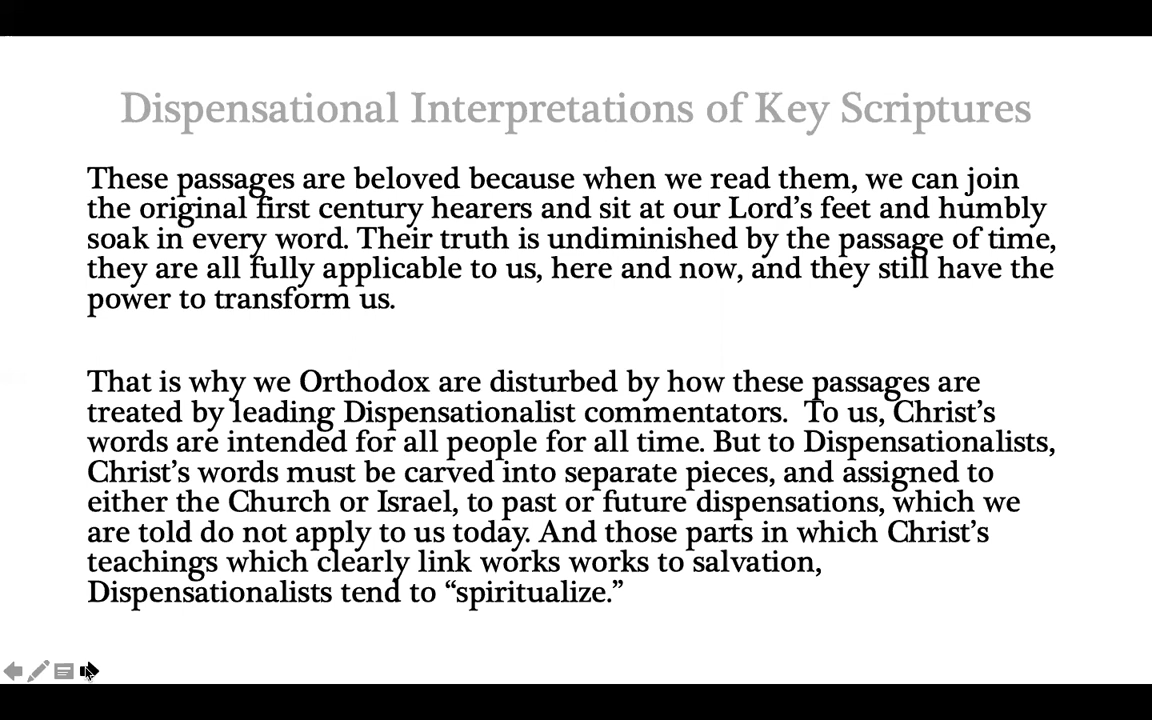 Dispensational Interpretations of Key Scriptures
These passages are beloved because when we read them, we can join
the original first century hearers and sit at our Lord’s feet and humbly
soak in every word. Their truth is undiminished by the passage of time,
they are all fully applicable to us, here and now, and they still have the
power to transform us.
That is why we Orthodox are disturbed by how these passages are
treated by leading Dispensationalist commentators.  To us, Christ’s
words are intended for all people for all time. But to Dispensationalists,
Christ’s words must be carved into separate pieces, and assigned to
either the Church or Israel, to past or future dispensations, which we
are told do not apply to us today. And those parts in which Christ’s
teachings which clearly link works works to salvation,
Dispensationalists tend to “spiritualize.”